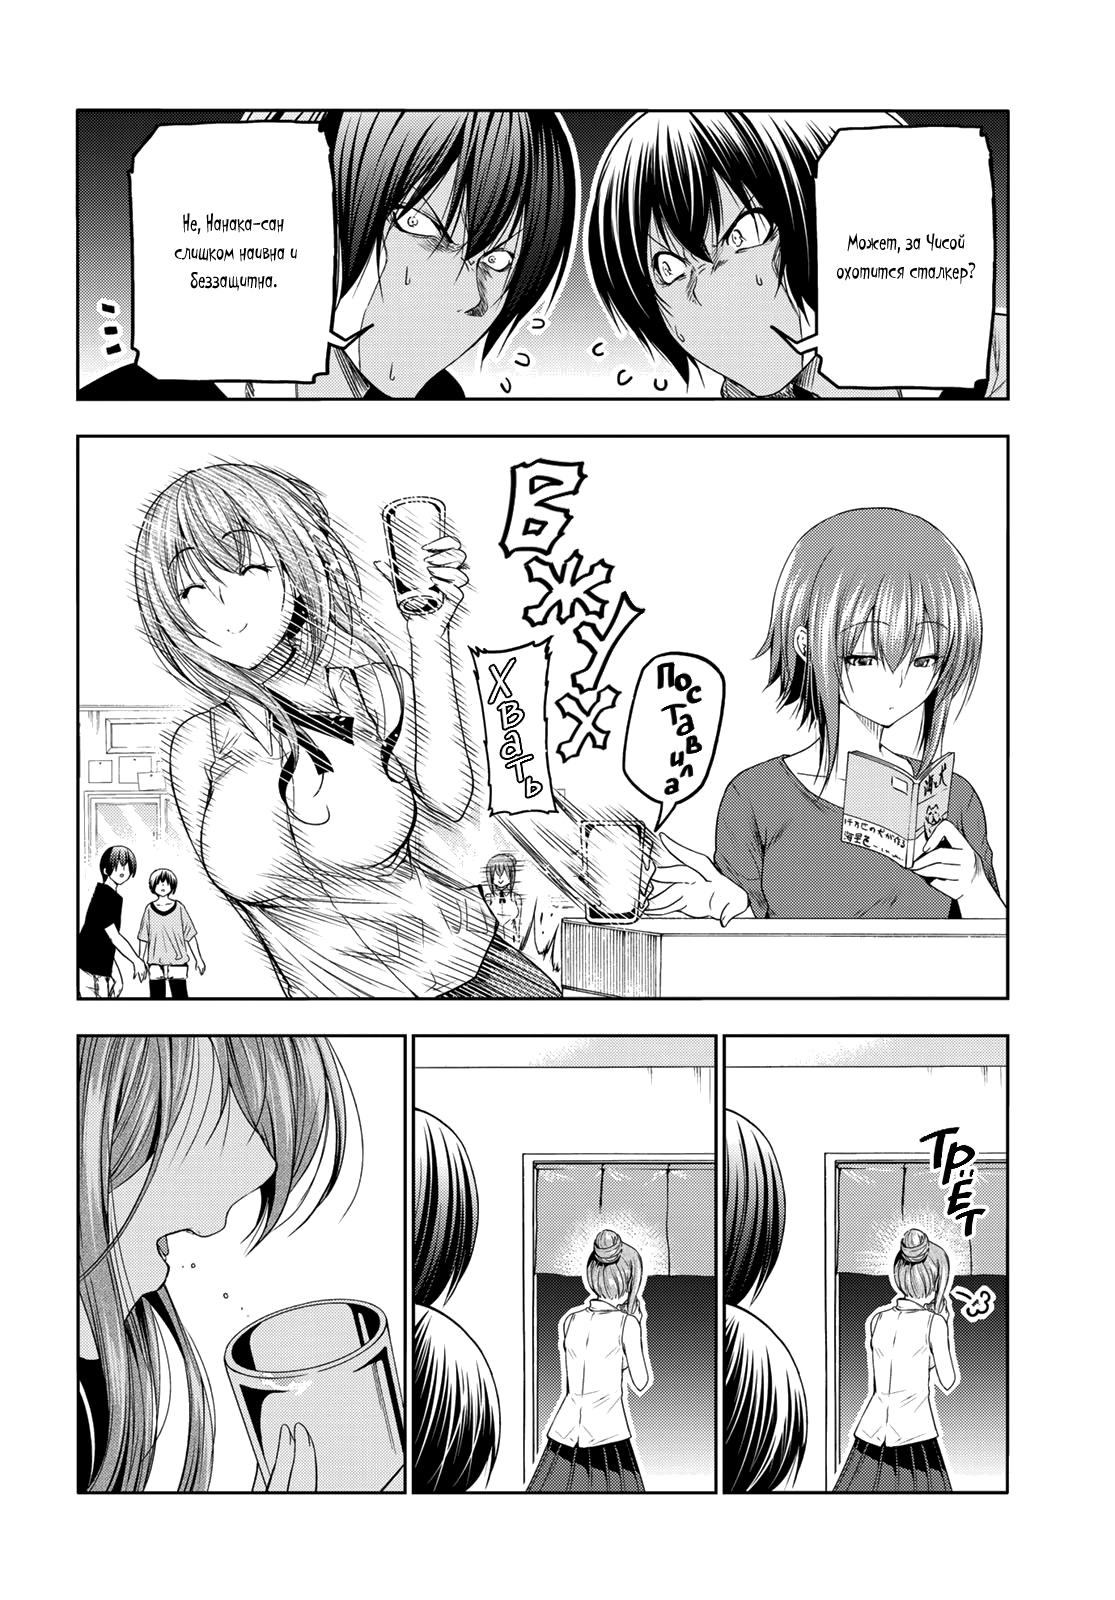 Может, за Чисой
охотится сталкер?
Не, Нанака-сан
слишком наивна и
беззащитна.
Вжух
Поставила
Хвать
Трёт